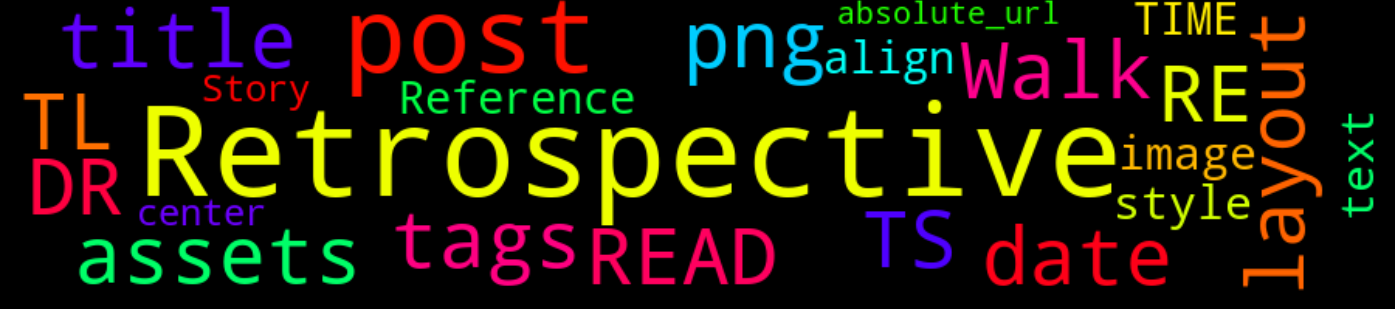 title
post
png
absolute_url
TIME
align
Walk
layout
Story
Reference
RE
TL
Retrospective
image
text
DR
center
style
assets
tags
READ
TS
date